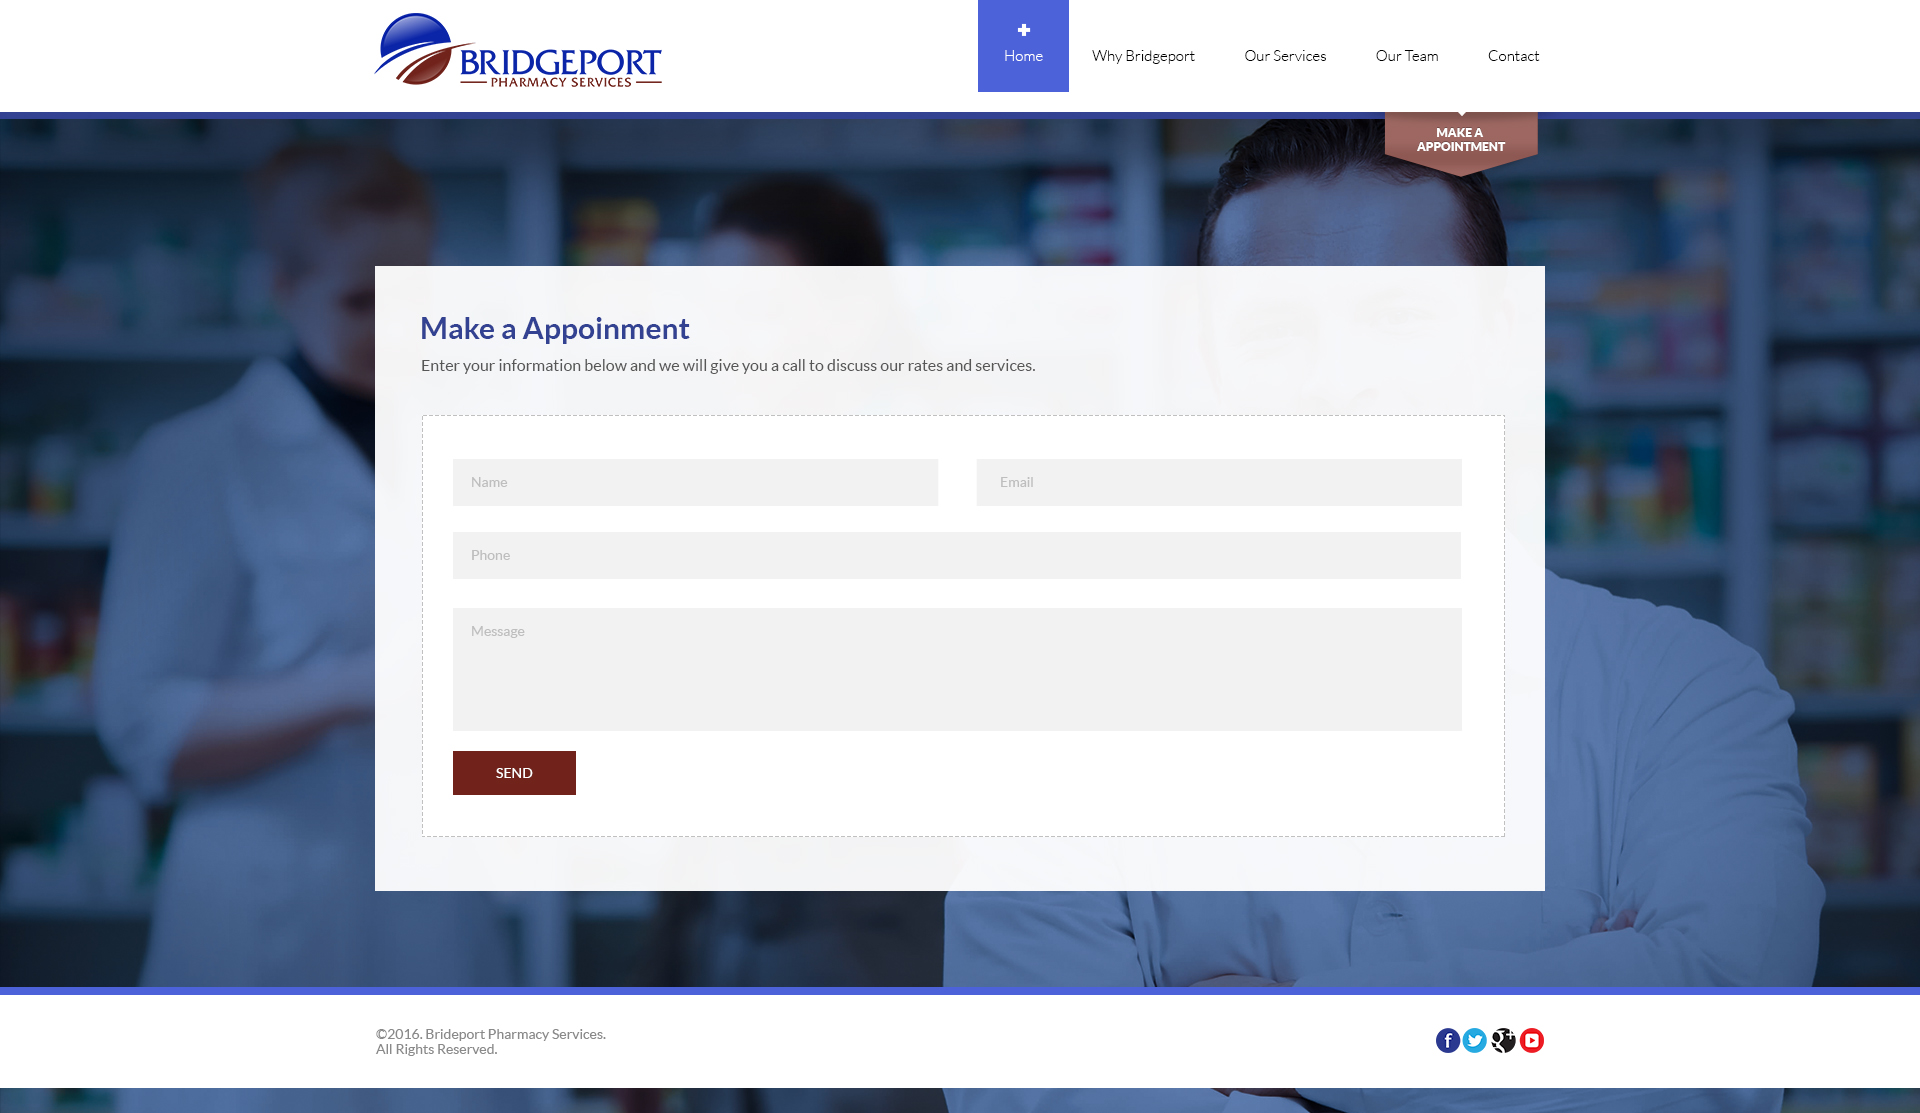 BRIDGEPORT
PHARMACY SERVICES
Home
Why Bridgeport
Our Services
Our Team
Contact
MAKE A
APPOINTMENT
Make a Appoinment
Enter your information below and we will give you a call to discuss our rates and services.
Name
Email
Phone
Message
SEND
©2016. Brideport Pharmacy Services.
All Rights Reserved.